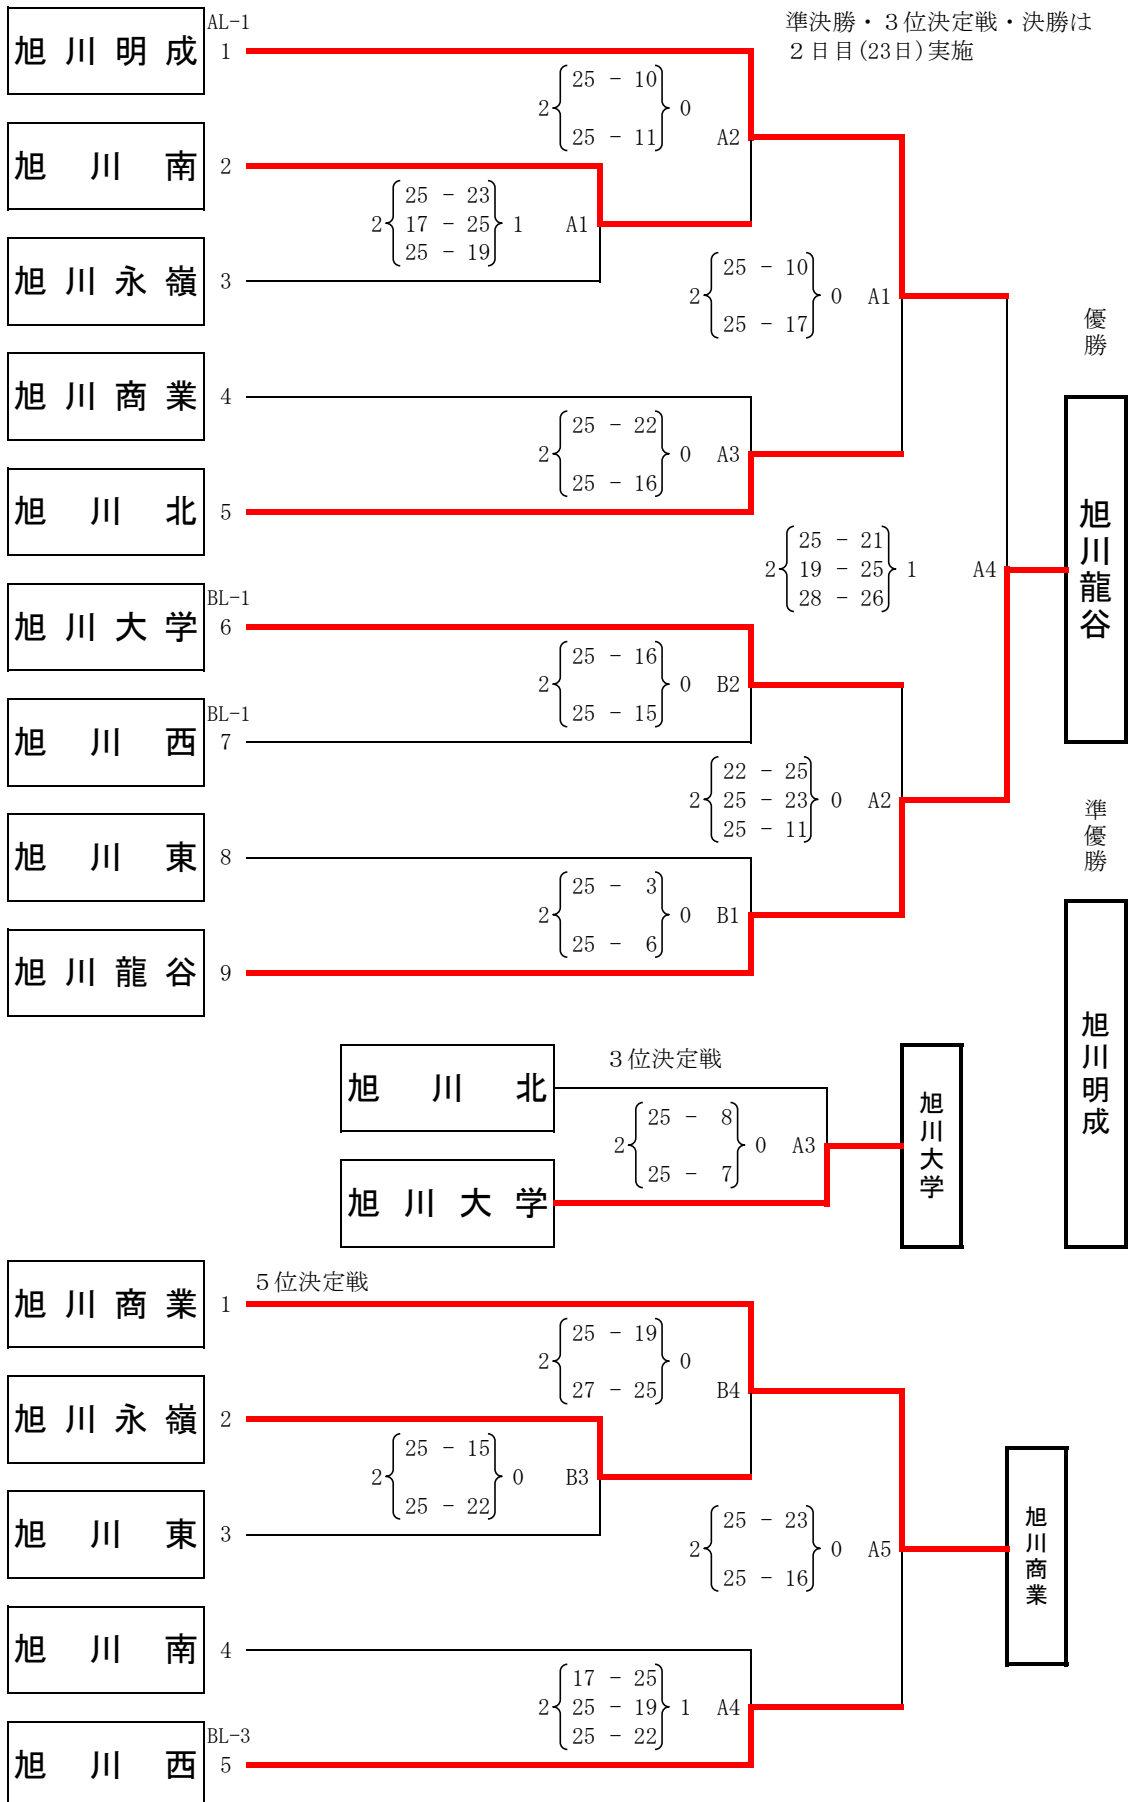 AL-1
準決勝・３位決定戦・決勝は
２日目(23日)実施
旭川明成 1
25 - 10
2 0
25 - 11
A2
旭川南 2
25 - 23
2 17 - 25 1 A1
25 - 19
旭川永嶺 3
25 - 10
2 0 A1
25 - 17
優勝
旭川商業 4
25 - 22
2 0 A3
25 - 16
旭川北 5
旭川龍谷
25 - 21
2 19 - 25 1 A4
28 - 26
BL-1
旭川大学 6
25 - 16
2 0 B2
25 - 15
BL-1
旭川西 7
22 - 25
2 25 - 23 0 A2
25 - 11
準優勝
旭川東 8
25 - 3
2 0 B1
25 - 6
旭川龍谷 9
旭川明成
３位決定戦
旭川北
25 - 8
2 0 A3
25 - 7
旭川大学
旭川大学
５位決定戦
旭川商業 1
25 - 19
2 0
27 - 25
B4
旭川永嶺 2
25 - 15
2 0 B3
25 - 22
旭川東 3
25 - 23
2 0 A5
25 - 16
旭川商業
旭川南 4
17 - 25
2 25 - 19 1 A4
25 - 22
BL-3
旭川西 5